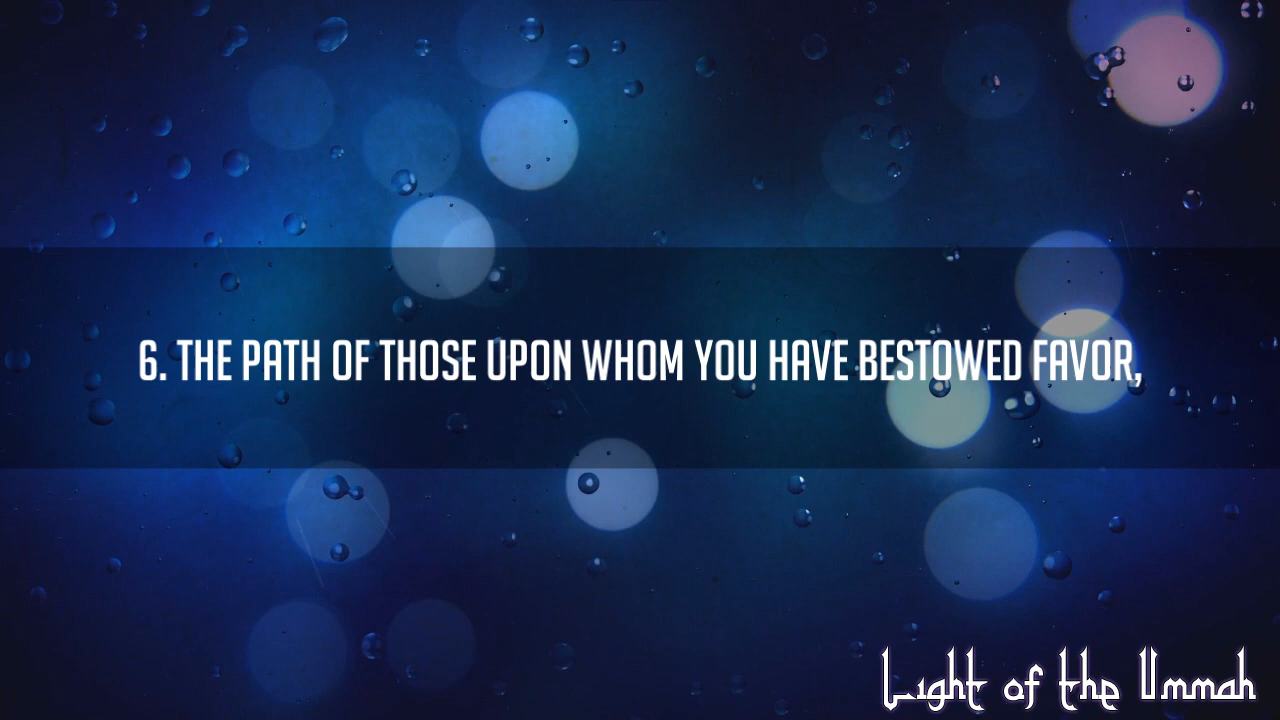 6. THE PATH OF THOSE UPON WHOM YOU HAVE BESTOWED FAVOR,
Light of the Ummah